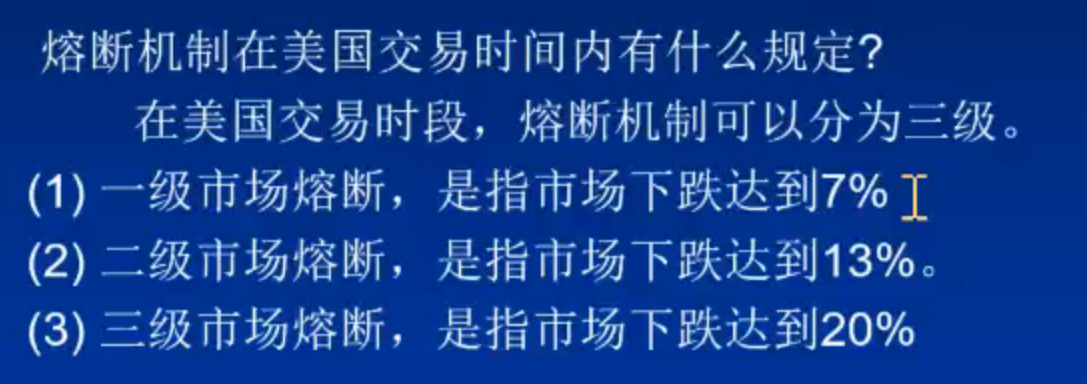 熔断机制在美国交易时间内有什么规定?
在美国交易时段，熔断机制可以分为三级。
(1) 一级市场熔断，是指市场下跌达到7%
(2) 二级市场熔断，是指市场下跌达到13%。
(3) 三级市场熔断，是指市场下跌达到20%